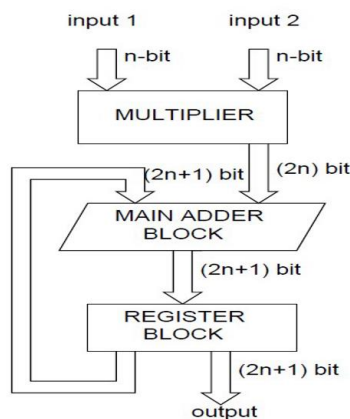 input 1 input 2
n-bit n-bit
MULTIPLIER
(2n+1) bit (2n) bit
MAIN ADDER
BLOCK
(2n+1) bit
REGISTER
BLOCK
(2n+1) bit
output